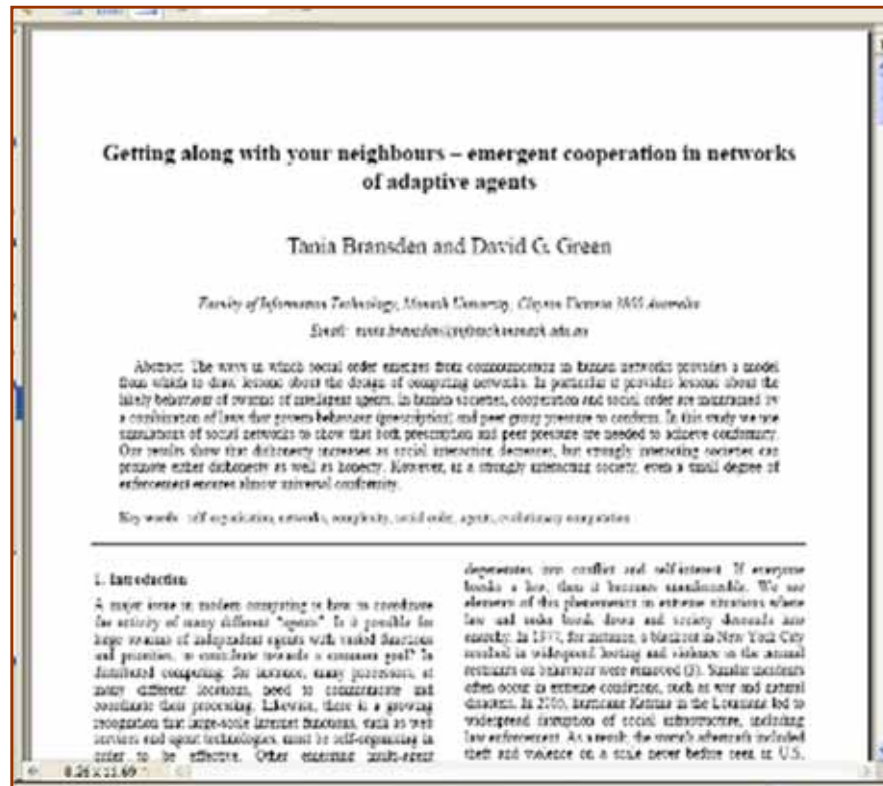 Getting along with your neighbours – emergent cooperation in networks
of adaptive agents
Tania Bransden and David G. Green
Faculty of Information Technology, Monash University, Clayton Victoria 3800 Australia
Email: tania.bransden@infotech.monash.edu.au
Abstract. The ways in which social order emerges from communication in human networks provides a model
from which to draw lessons about the design of computing networks. In particular it provides lessons about the
likely behaviour of swarms of intelligent agents. In human societies, cooperation and social order are maintained by
a combination of laws that govern behaviour (prescription) and peer group pressure to conform. In this study we use
simulations of social networks to show that both prescription and peer pressure are needed to achieve conformity.
Our results show that dishonesty increases as social interaction decreases, but strongly interacting societies can
promote either dishonesty as well as honesty. However, in a strongly interacting society, even a small degree of
enforcement ensures almost universal conformity.
Key words: self organisation, networks, complexity, social order, agents, evolutionary computation
1. Introduction
A major issue in modern computing is how to coordinate
the activity of many different "agents". Is it possible for
large swarms of independent agents with varied functions
and priorities, to contribute towards a common goal? In
distributed computing, for instance, many processors, at
many different locations, need to communicate and
coordinate their processing. Likewise, there is a growing
recognition that large-scale Internet functions, such as web
services and agent technologies, must be self-organising in
order to be effective. Other emerging multi-agent
degenerates into conflict and self-interest. If everyone
breaks a law, then it becomes unenforceable. We see
elements of this phenomenon in extreme situations where
law and order break down and society descends into
anarchy. In 1977, for instance, a blackout in New York City
resulted in widespread looting and violence as the normal
restraints on behaviour were removed (3). Similar incidents
often occur in extreme conditions, such as war and natural
disasters. In 2005, hurricane Katrina in the Louisiana led to
widespread disruption of social infrastructure, including
law enforcement. As a result, the storm's aftermath included
theft and violence on a scale never before seen in U.S.
8.26 x 11.69